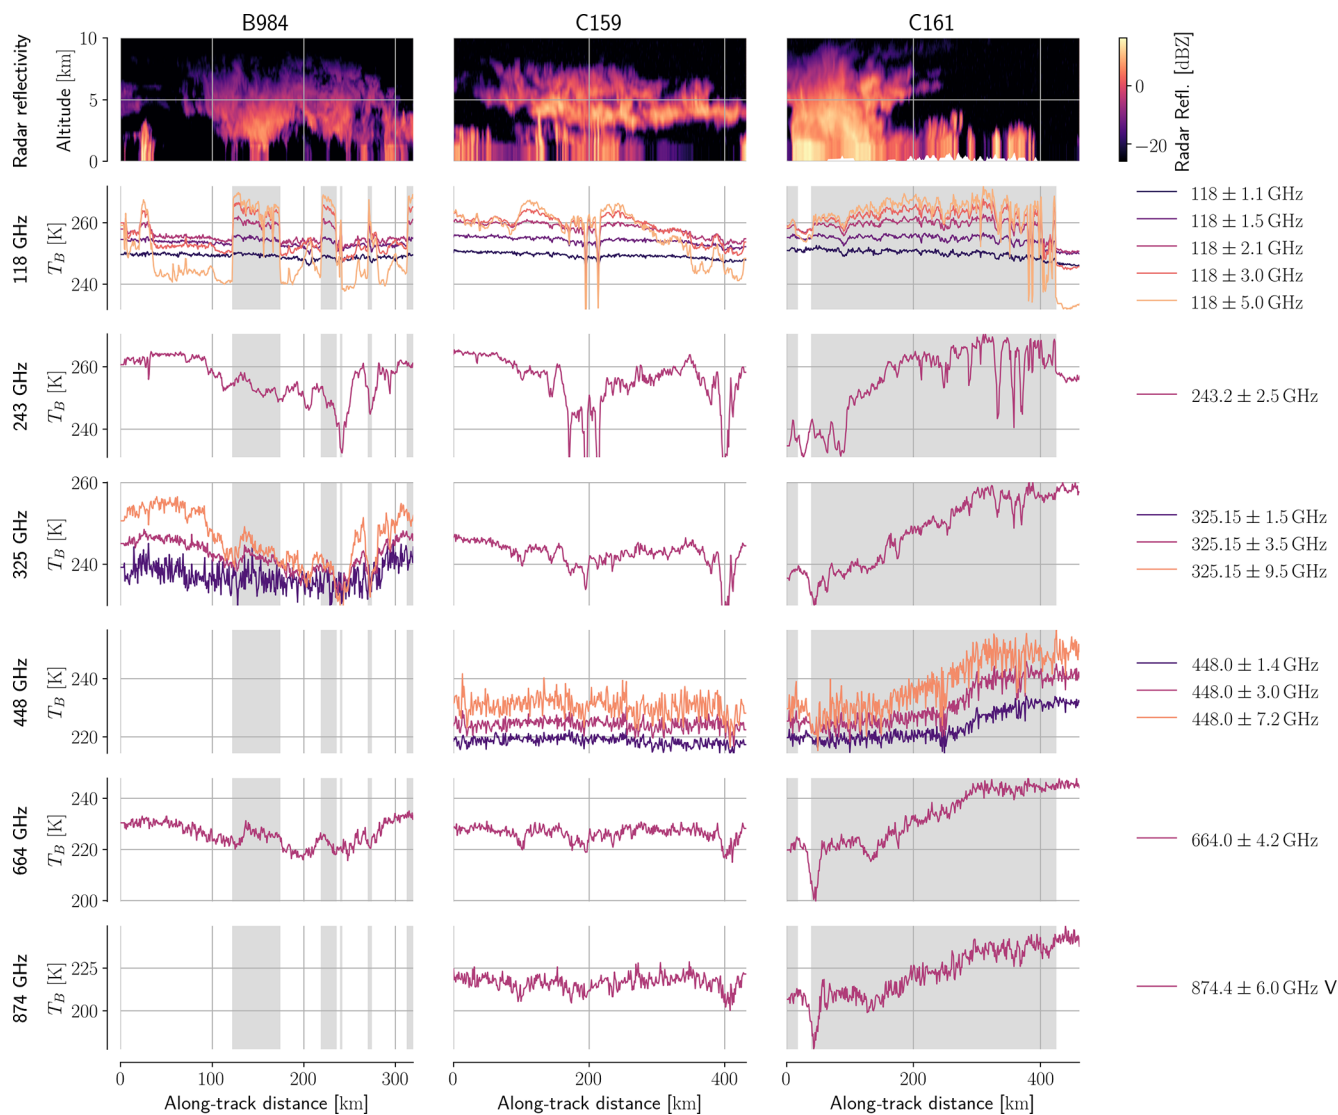 B984 C159 C161
Radar reflectivity
Altitude [km]
10
5
0
0
−20
Radar Refl. [dBZ]
118 GHz
T_B [K]
260
240
118 ± 1.1 GHz
118 ± 1.5 GHz
118 ± 2.1 GHz
118 ± 3.0 GHz
118 ± 5.0 GHz
243 GHz
T_B [K]
260
240
243.2 ± 2.5 GHz
325 GHz
T_B [K]
260
240
325.15 ± 1.5 GHz
325.15 ± 3.5 GHz
325.15 ± 9.5 GHz
448 GHz
T_B [K]
240
220
448.0 ± 1.4 GHz
448.0 ± 3.0 GHz
448.0 ± 7.2 GHz
664 GHz
T_B [K]
240
220
200
664.0 ± 4.2 GHz
874 GHz
T_B [K]
225
200
874.4 ± 6.0 GHz V
0 100 200 300 0 200 400 0 200 400
Along-track distance [km] Along-track distance [km] Along-track distance [km]